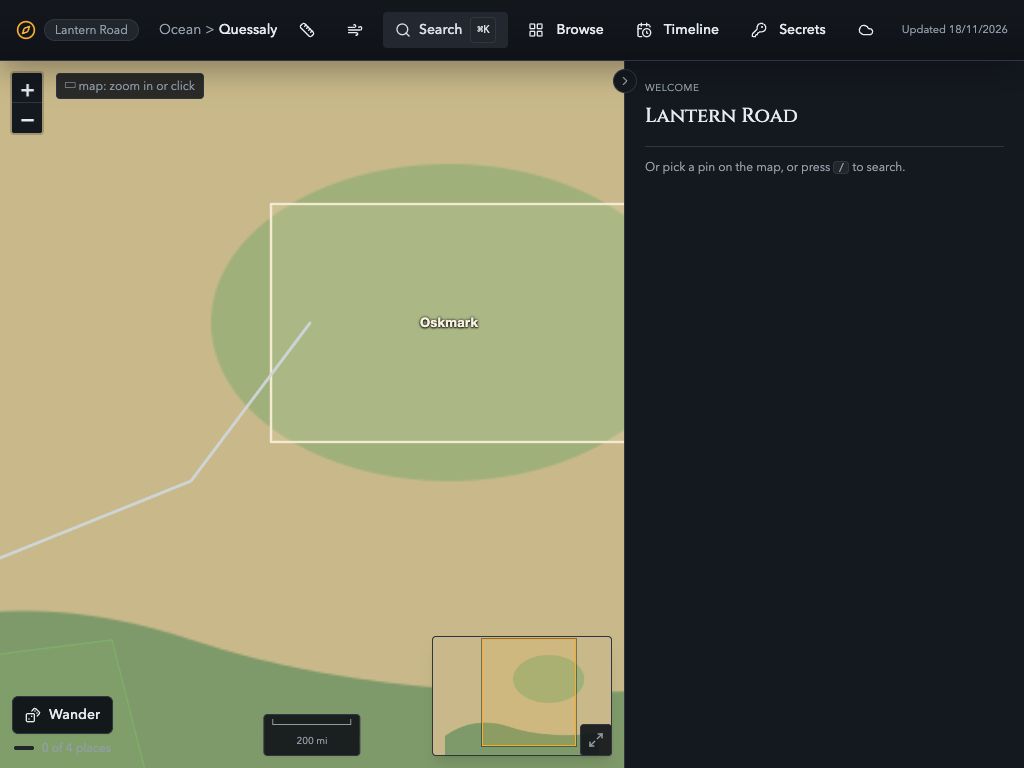 Lantern Road
Ocean > Quessaly
Search ⌘K
Browse
Timeline
Secrets
Updated 18/11/2026
+
−
map: zoom in or click
WELCOME
Lantern Road
Or pick a pin on the map, or press / to search.
Oskmark
Wander
0 of 4 places
200 mi